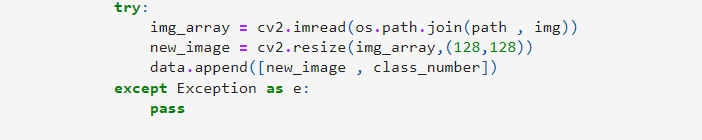 try:
    img_array = cv2.imread(os.path.join(path , img))
    new_image = cv2.resize(img_array,(128,128))
    data.append([new_image , class_number])
except Exception as e:
    pass